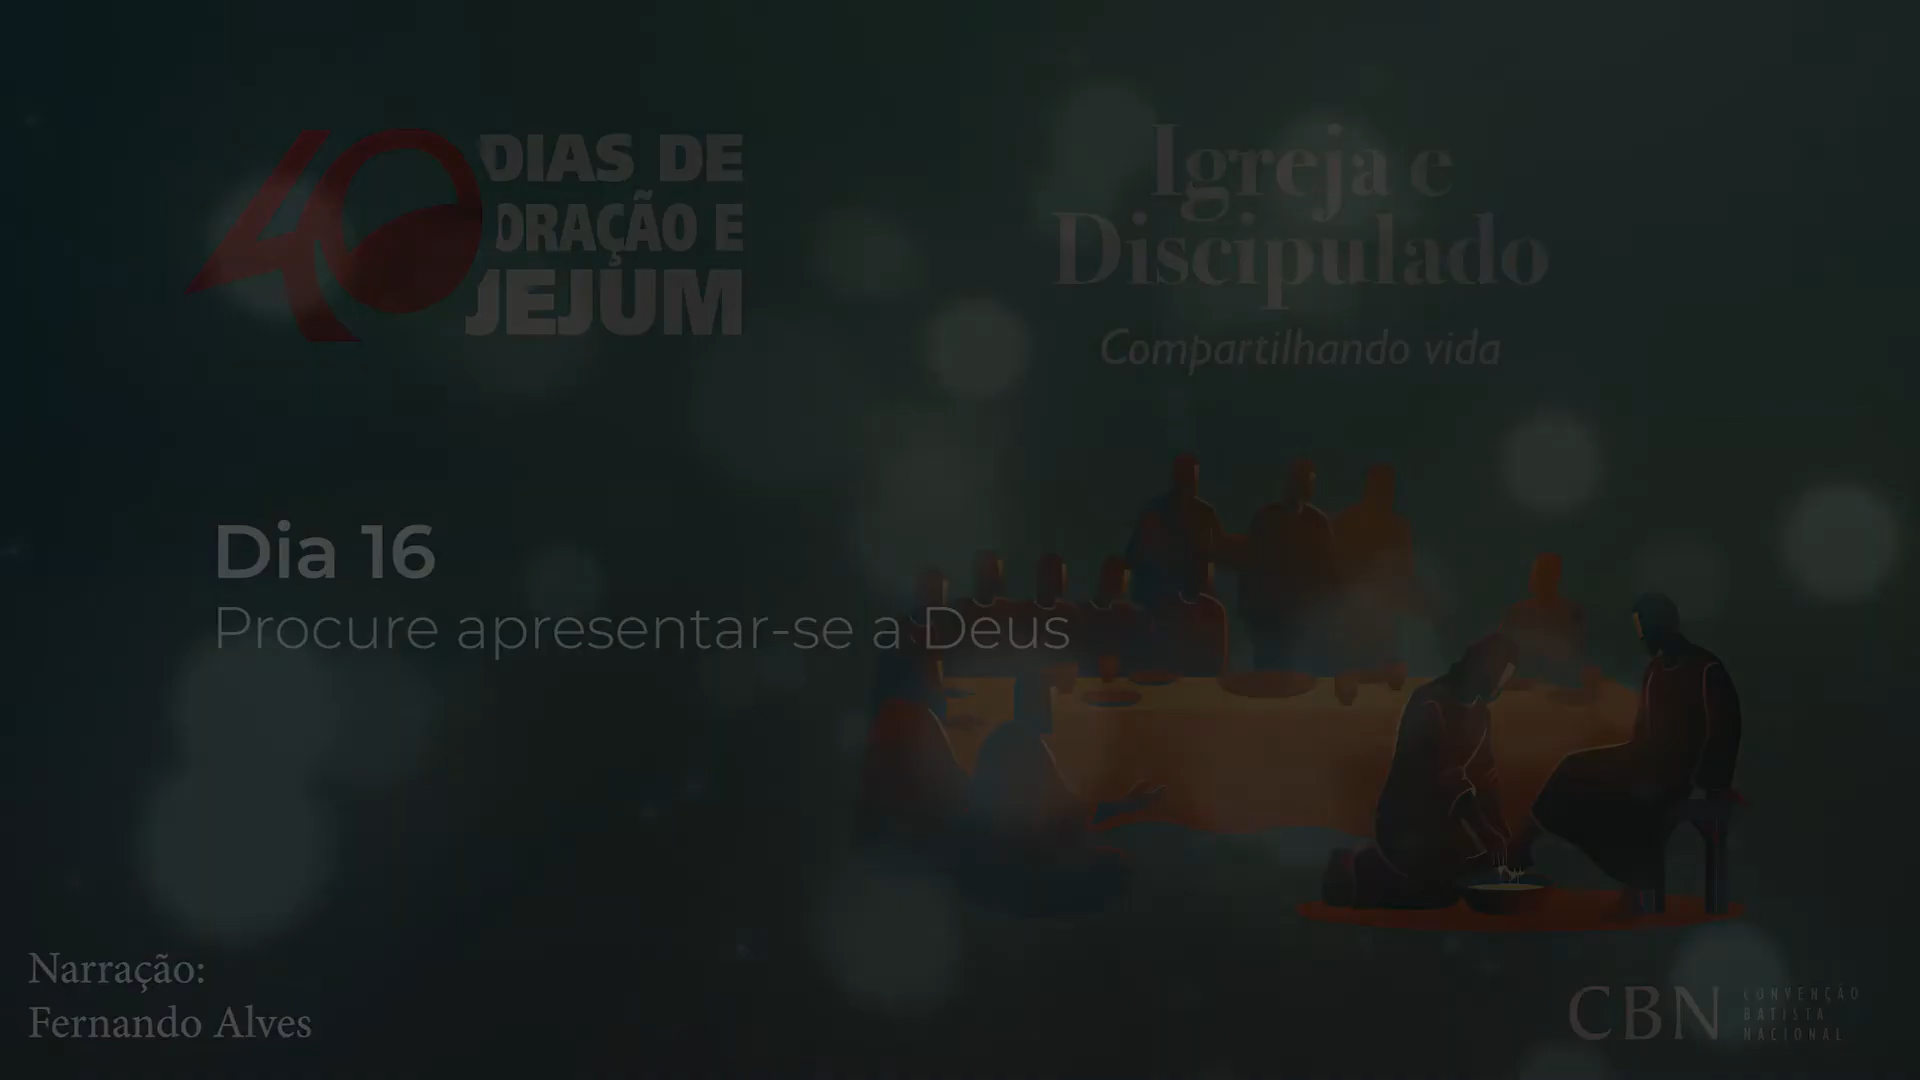 40 DIAS DE
ORAÇÃO E
JEJUM
Igreja e
Discipulado
Compartilhando vida
Dia 16
Procure apresentar-se a Deus
Narração:
Fernando Alves
CBN CONVENÇÃO
BATISTA
NACIONAL